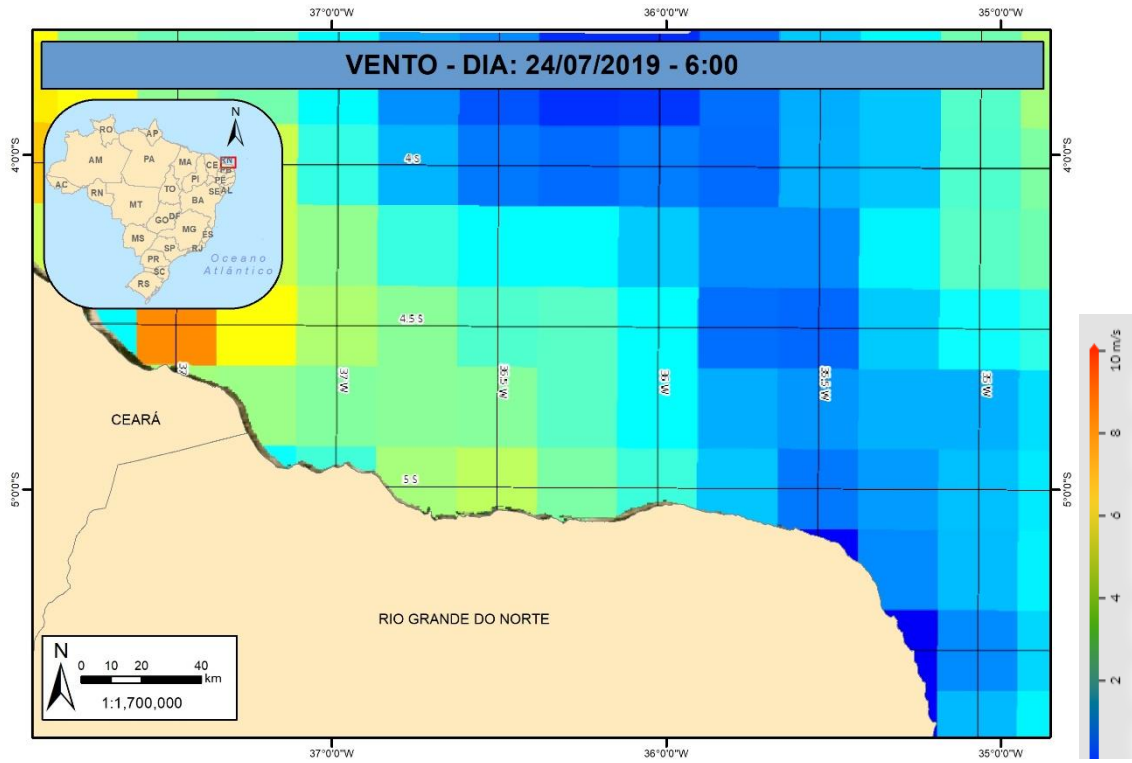 37°0'0"W
36°0'0"W
35°0'0"W
VENTO - DIA: 24/07/2019 - 6:00
N
RO
AP
AM
PA
MA
CE
RN
PB
PI
PE
AC
RN
TO
SE
AL
MT
BA
GO
DF
MG
MS
ES
SP
RJ
PR
SC
RS
Oceano
Atlántico
4°0'0"S
4°0'0"S
4 S
4.5 S
37 W
36.5 W
36 W
35.5 W
35 W
CEARÁ
5 S
5°0'0"S
5°0'0"S
RIO GRANDE DO NORTE
N
0 10 20 40
km
1:1,700,000
10 m/s
8
6
4
2
37°0'0"W
36°0'0"W
35°0'0"W